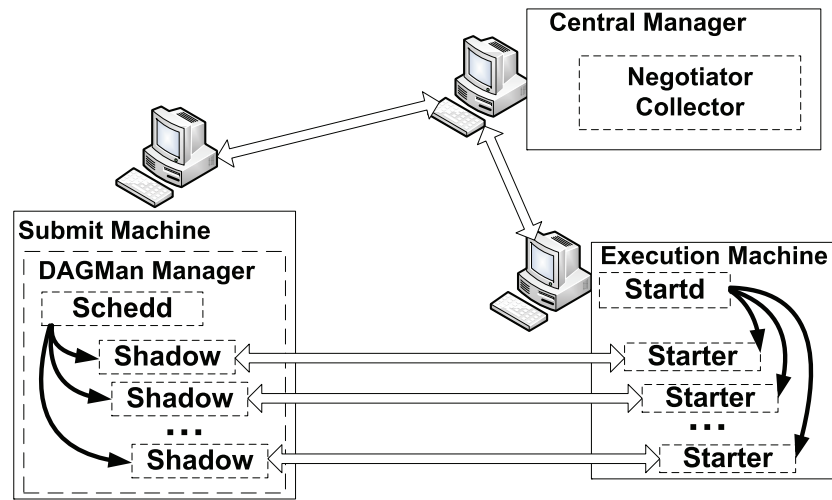 Central Manager
Negotiator
Collector
Submit Machine
DAGMan Manager
Schedd
Shadow
Shadow
...
Shadow
Execution Machine
Startd
Starter
Starter
...
Starter